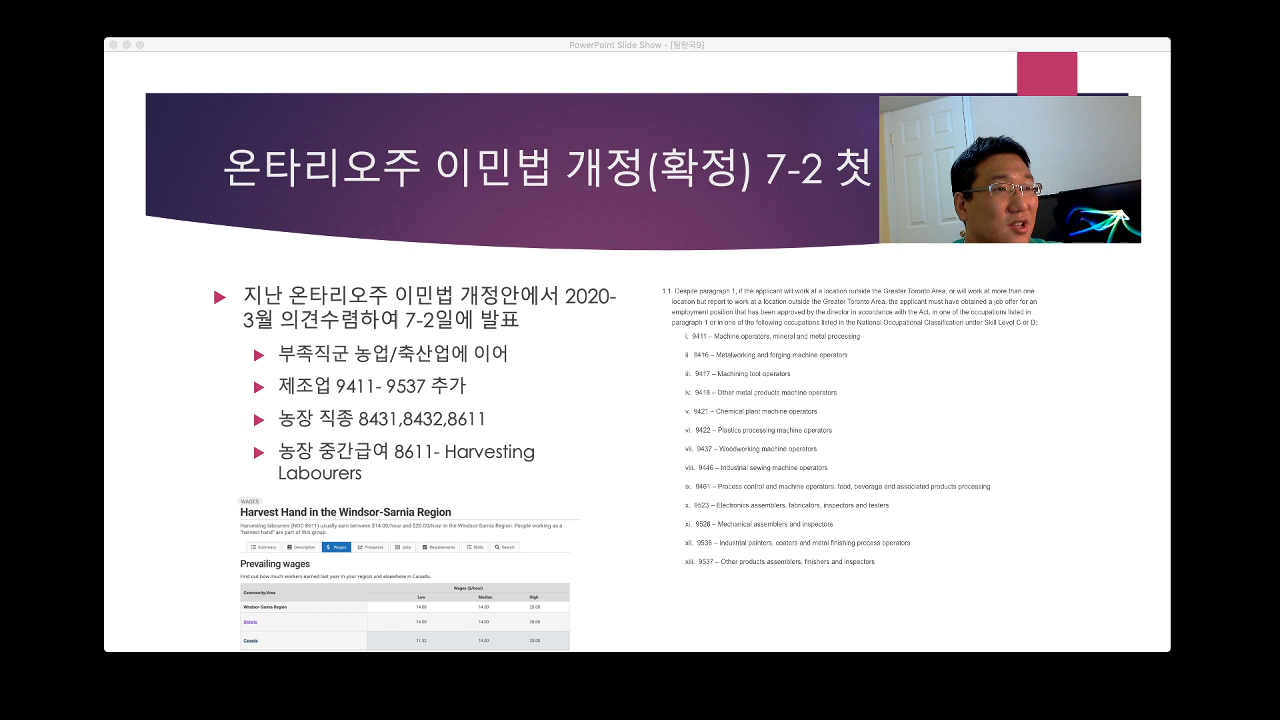 PowerPoint Slide Show - [탈한국9]
온타리오주 이민법 개정(확정) 7-2 첫
지난 온타리오주 이민법 개정안에서 2020-
3월 의견수렴하여 7-2일에 발표
부족직군 농업/축산업에 이어
제조업 9411- 9537 추가
농장 직종 8431,8432,8611
농장 중간급여 8611- Harvesting
Labourers
WAGES
Harvest Hand in the Windsor-Sarnia Region
Harvesting labourers (NOC 8611) usually earn between $14.00/hour and $20.00/hour in the Windsor-Sarnia Region. People working as a
"harvest hand" are part of this group.
Summary Description $ Wages Prospects Jobs Requirements Skills Search
Prevailing wages
Find out how much workers earned last year in your region and elsewhere in Canada.
Community/Area Wages ($/hour)
Low Median High
Windsor-Sarnia Region 14.00 14.03 20.00
Ontario 14.00 14.03 20.00
Canada 11.32 14.03 20.00
1.1 Despite paragraph 1, if the applicant will work at a location outside the Greater Toronto Area, or will work at more than one
location but report to work at a location outside the Greater Toronto Area, the applicant must have obtained a job offer for an
employment position that has been approved by the director in accordance with the Act, in one of the occupations listed in
paragraph 1 or in one of the following occupations listed in the National Occupational Classification under Skill Level C or D:
i. 9411 – Machine operators, mineral and metal processing
ii. 9416 – Metalworking and forging machine operators
iii. 9417 – Machining tool operators
iv. 9418 – Other metal products machine operators
v. 9421 – Chemical plant machine operators
vi. 9422 – Plastics processing machine operators
vii. 9437 – Woodworking machine operators
viii. 9446 – Industrial sewing machine operators
ix. 9461 – Process control and machine operators, food, beverage and associated products processing
x. 9523 – Electronics assemblers, fabricators, inspectors and testers
xi. 9526 – Mechanical assemblers and inspectors
xii. 9536 – Industrial painters, coaters and metal finishing process operators
xiii. 9537 – Other products assemblers, finishers and inspectors